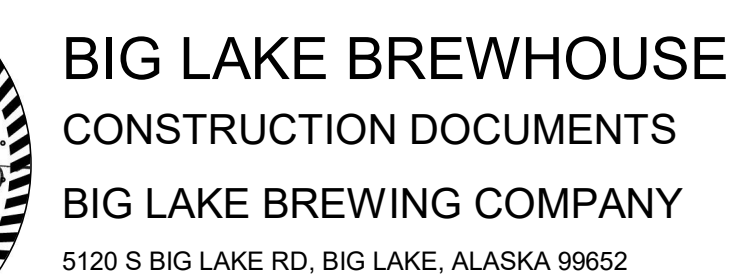 BIG LAKE BREWHOUSE
CONSTRUCTION DOCUMENTS
BIG LAKE BREWING COMPANY
5120 S BIG LAKE RD, BIG LAKE, ALASKA 99652